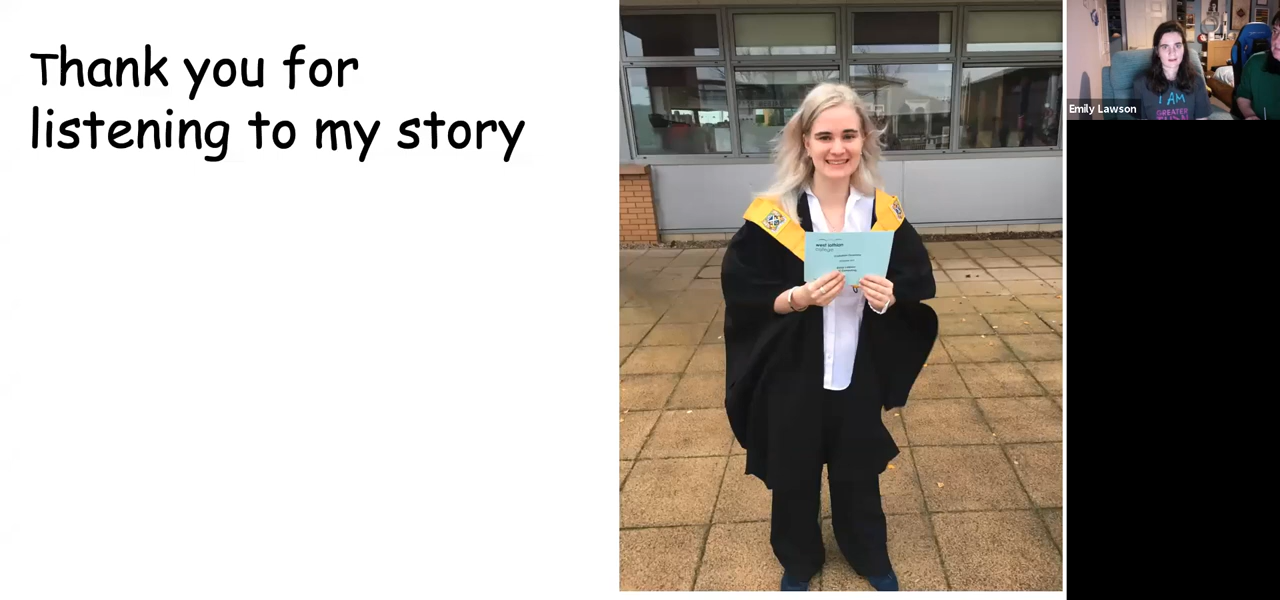 Thank you for
listening to my story
west lothian
Emily Lawson
I AM
GREATER